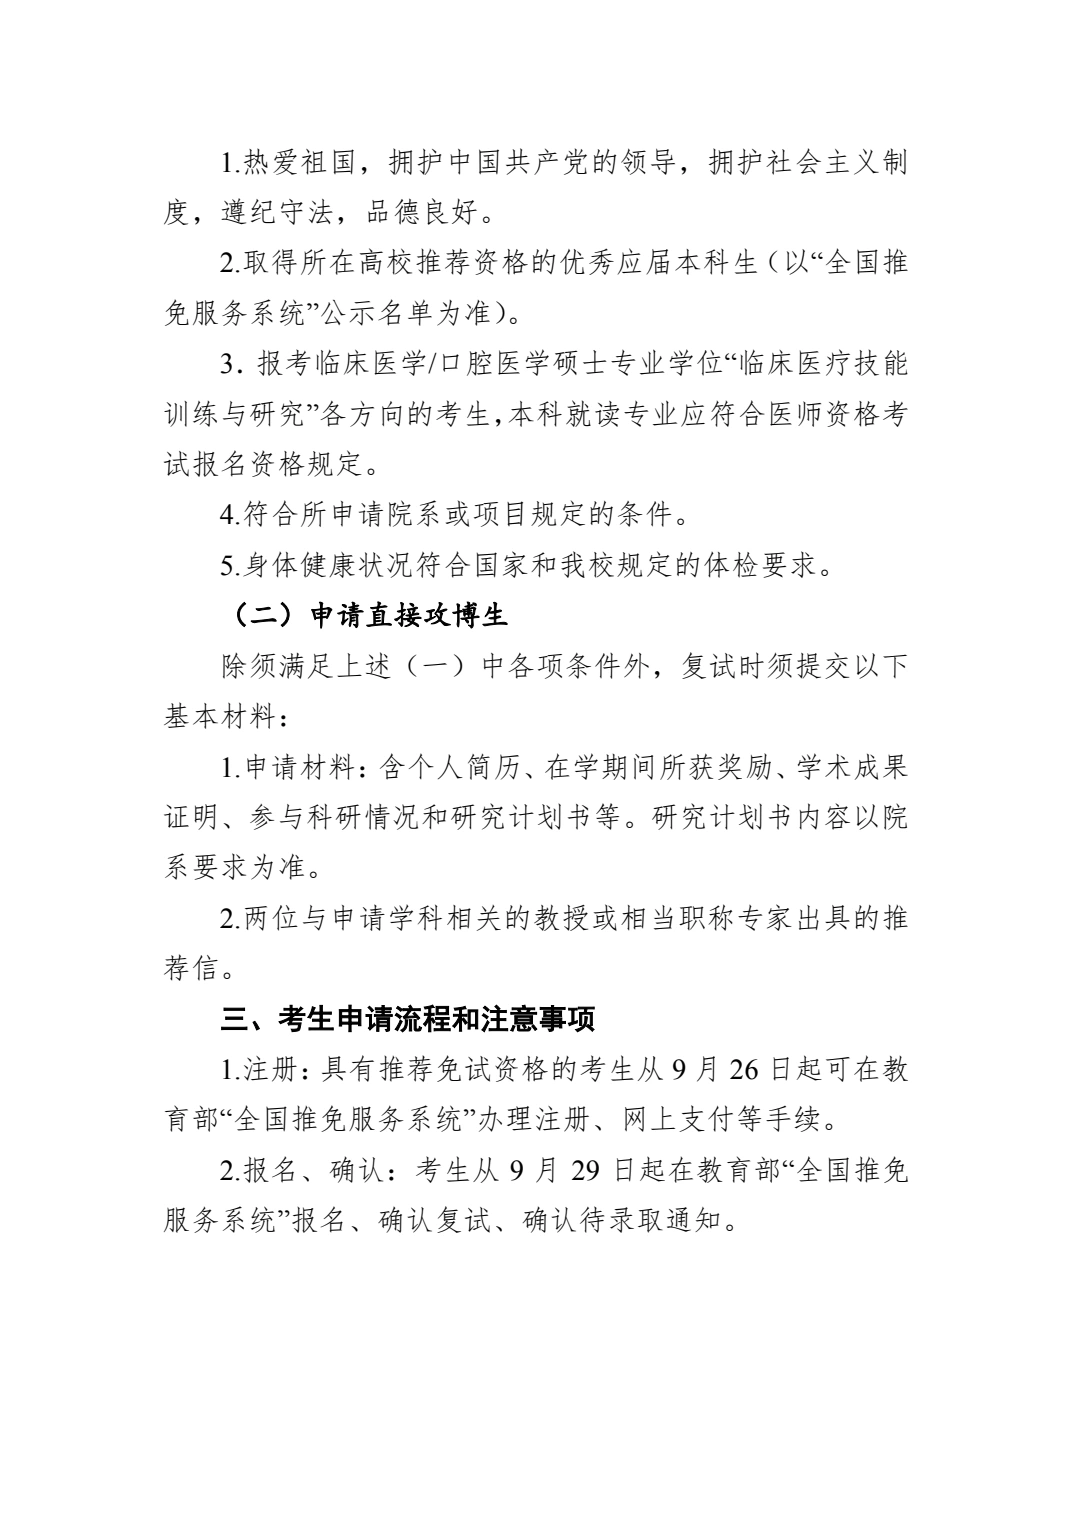 1.热爱祖国，拥护中国共产党的领导，拥护社会主义制
度，遵纪守法，品德良好。
2.取得所在高校推荐资格的优秀应届本科生（以“全国推
免服务系统”公示名单为准）。
3. 报考临床医学/口腔医学硕士专业学位“临床医疗技能
训练与研究”各方向的考生，本科就读专业应符合医师资格考
试报名资格规定。
4.符合所申请院系或项目规定的条件。
5.身体健康状况符合国家和我校规定的体检要求。
（二）申请直接攻博生
除须满足上述（一）中各项条件外，复试时须提交以下
基本材料：
1.申请材料：含个人简历、在学期间所获奖励、学术成果
证明、参与科研情况和研究计划书等。研究计划书内容以院
系要求为准。
2.两位与申请学科相关的教授或相当职称专家出具的推
荐信。
三、考生申请流程和注意事项
1.注册：具有推荐免试资格的考生从 9 月 26 日起可在教
育部“全国推免服务系统”办理注册、网上支付等手续。
2.报名、确认：考生从 9 月 29 日起在教育部“全国推免
服务系统”报名、确认复试、确认待录取通知。